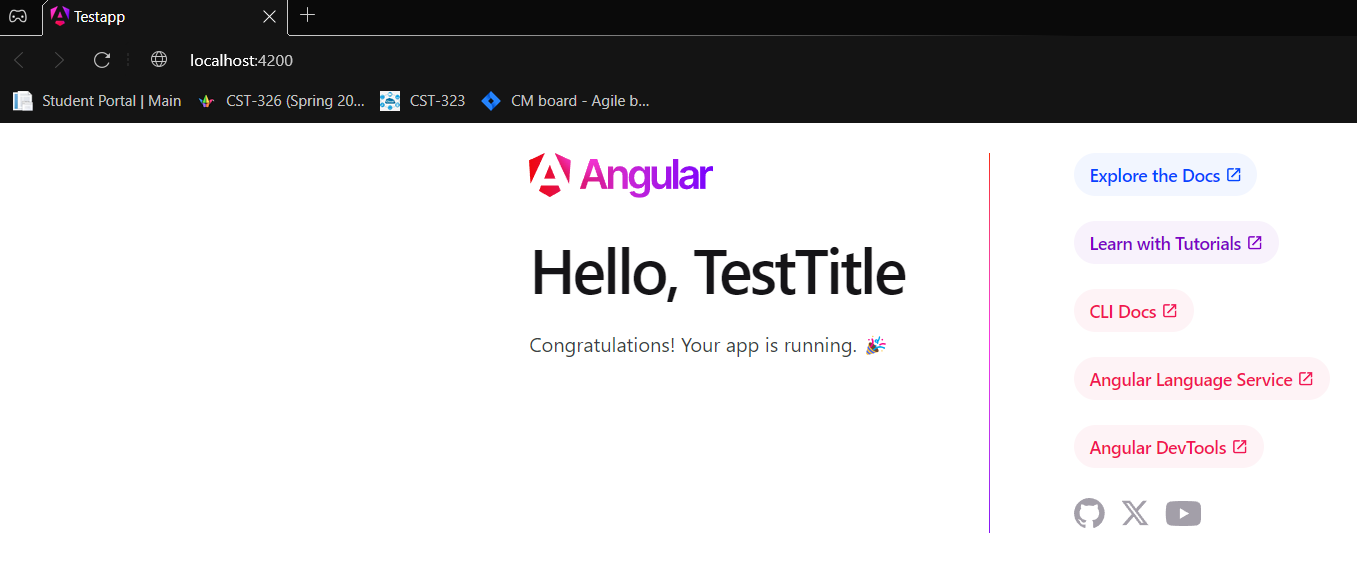 Testapp
localhost:4200
Student Portal | Main
CST-326 (Spring 20...
CST-323
CM board - Agile b...
Angular
Hello, TestTitle
Congratulations! Your app is running. 🎉
Explore the Docs
Learn with Tutorials
CLI Docs
Angular Language Service
Angular DevTools